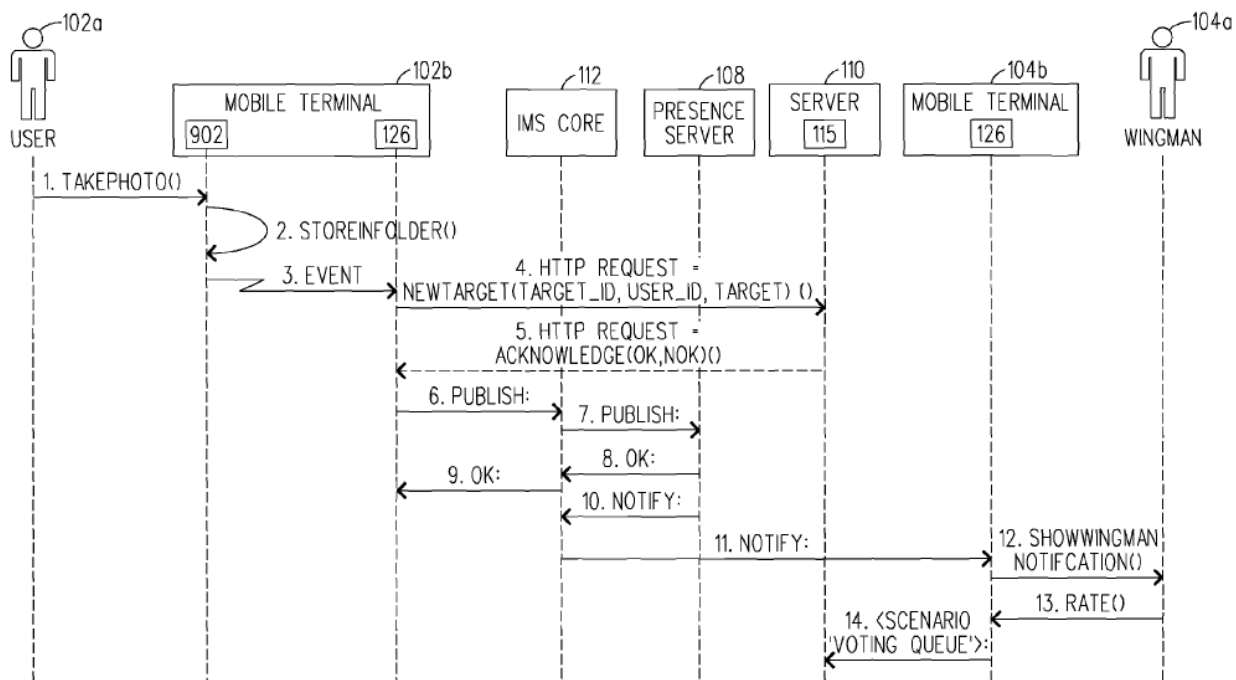 102a
104a
102b
112
108
110
104b
USER
MOBILE TERMINAL
902
126
IMS CORE
PRESENCE
SERVER
SERVER
115
MOBILE TERMINAL
126
WINGMAN
1. TAKEPHOTO()
2. STOREINFOLDER()
3. EVENT
4. HTTP REQUEST =
NEWTARGET(TARGET_ID, USER_ID, TARGET) ()
5. HTTP REQUEST =
ACKNOWLEDGE(OK,NOK)()
6. PUBLISH:
7. PUBLISH:
8. OK:
9. OK:
10. NOTIFY:
11. NOTIFY:
12. SHOWWINGMAN
NOTIFCATION()
13. RATE()
14. <SCENARIO
'VOTING QUEUE'>: